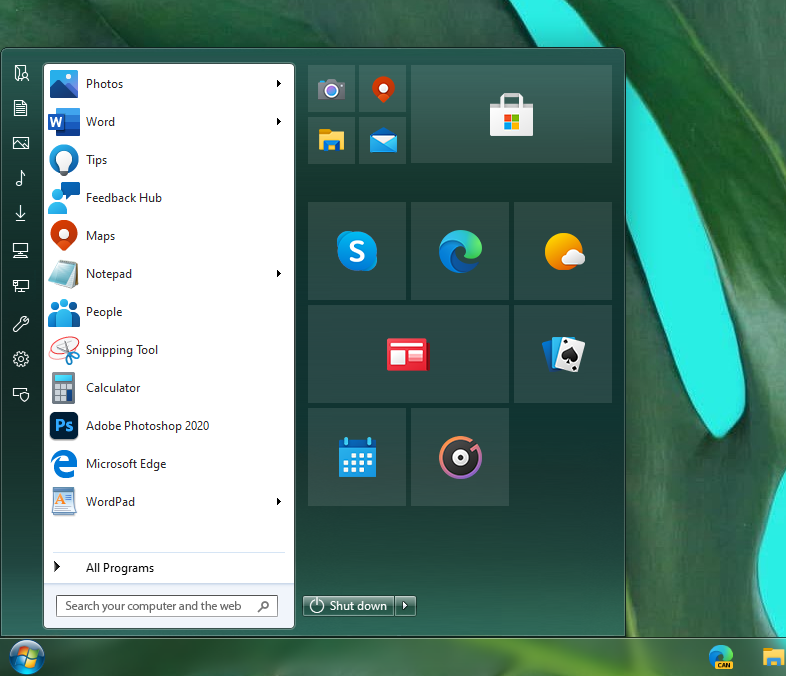 Photos
Word
Tips
Feedback Hub
Maps
Notepad
People
Snipping Tool
Calculator
Adobe Photoshop 2020
Microsoft Edge
WordPad
All Programs
Search your computer and the web
Shut down
W
Ps
A
S
CAN